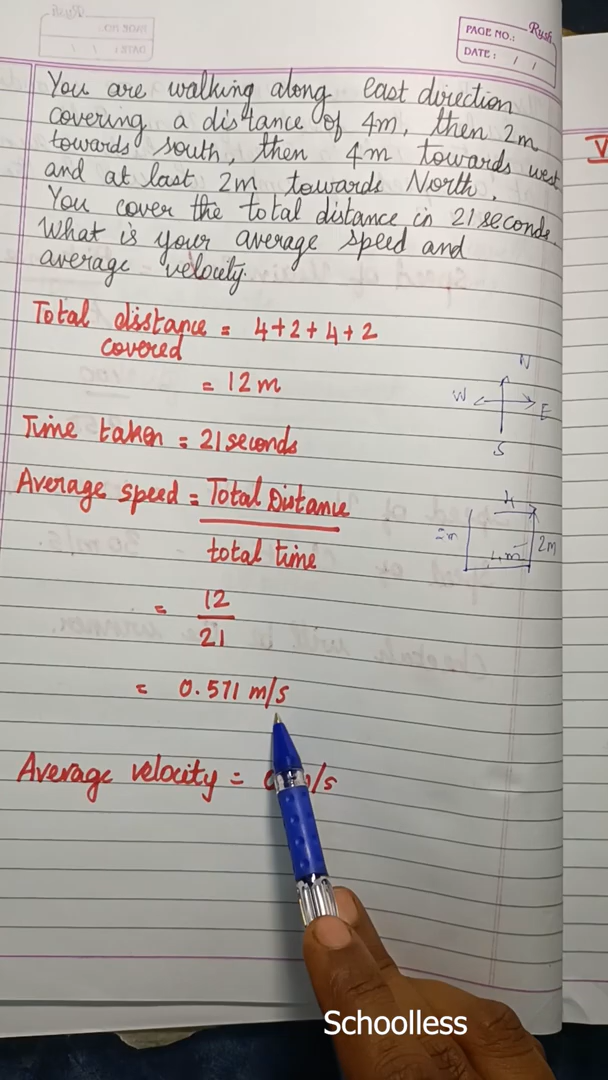 PAGE NO.:
Rush
DATE: / /
You are walking along east direction
covering a distance of 4m, then 2m
towards south, then 4m towards west
and at last 2m towards North.
You cover the total distance in 21 seconds.
What is your average speed and
average velocity.
Total distance = 4+2+4+2
covered
= 12m
N
W E
S
Time taken = 21 seconds
Average speed = Total Distance
total time
4
2m
4m
2m
= 12
21
= 0.571 m/s
Average velocity = 0 /s
V
Schoolless